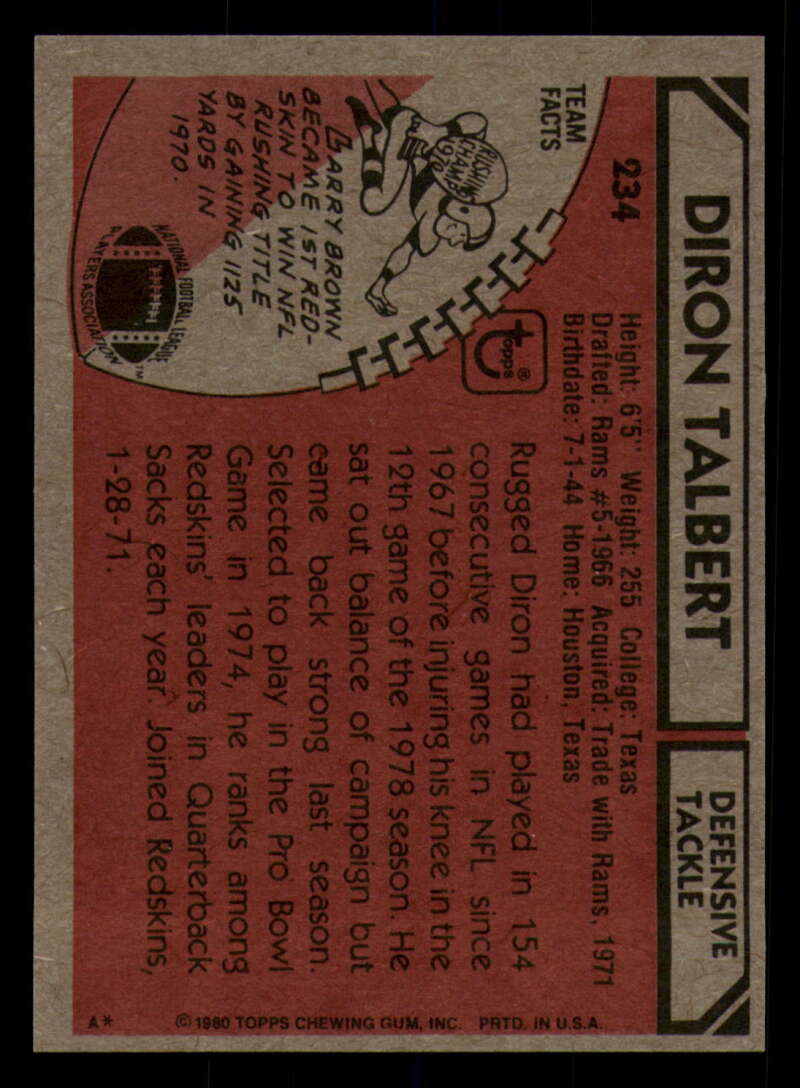 DIRON TALBERT
DEFENSIVE
TACKLE
234
Height: 6'5" Weight: 255 College: Texas
Drafted: Rams #5-1966 Acquired: Trade with Rams, 1971
Birthdate: 7-1-44 Home: Houston, Texas
TEAM
FACTS
RUSHING
CHAMP
1970
LARRY BROWN
BECAME 1ST RED-
SKIN TO WIN NFL
RUSHING TITLE
BY GAINING 1125
YARDS IN
1970.
NATIONAL FOOTBALL LEAGUE
PLAYERS ASSOCIATION
TM
Topps ®
Rugged Diron had played in 154
consecutive games in NFL since
1967 before injuring his knee in the
12th game of the 1978 season. He
sat out balance of campaign but
came back strong last season.
Selected to play in the Pro Bowl
Game in 1974, he ranks among
Redskins' leaders in Quarterback
Sacks each year. Joined Redskins,
1-28-71.
A* © 1980 TOPPS CHEWING GUM, INC. PRTD. IN U.S.A.